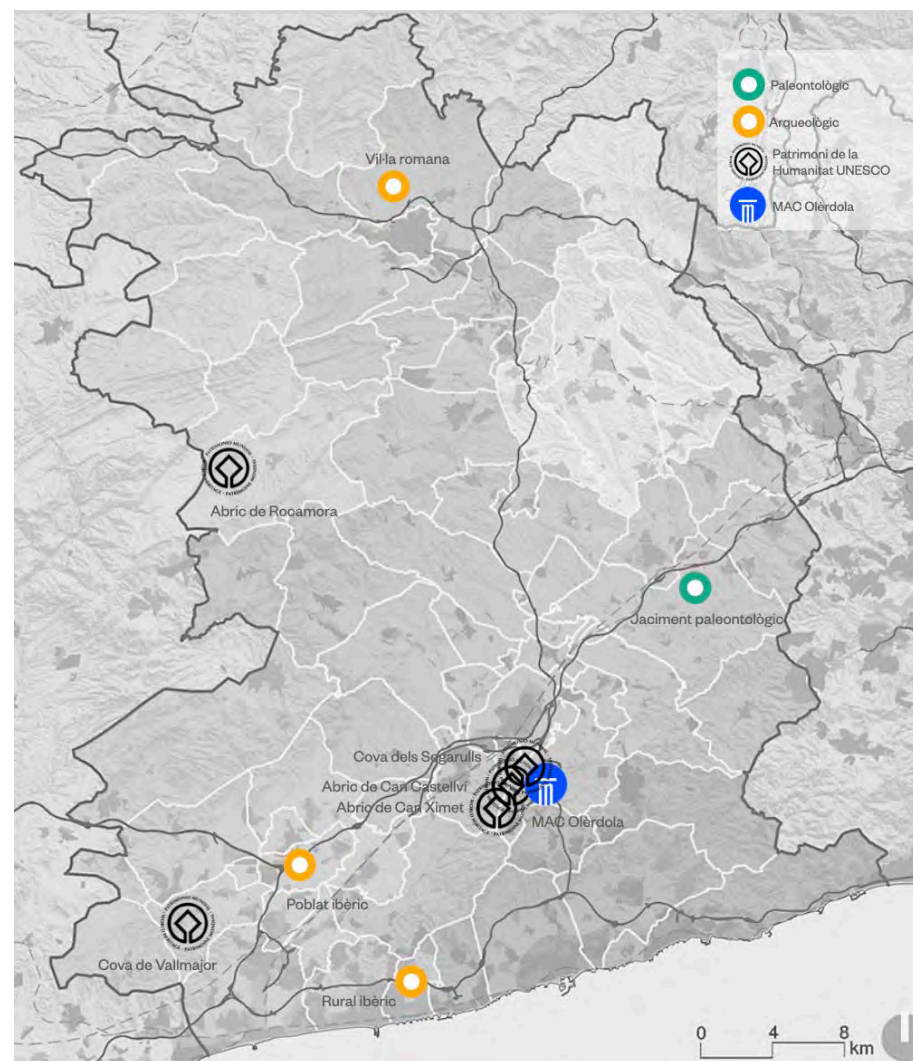 Paleontològic
Arqueològic
Patrimoni de la
Humanitat UNESCO
MAC Olèrdola
Vil·la romana
Abric de Rocamora
Jaciment paleontològic
Cova dels Segarulls
Abric de Can Castellví
Abric de Can Ximet
MAC Olèrdola
Poblat ibèric
Cova de Vallmajor
Rural ibèric
0 4 8
km